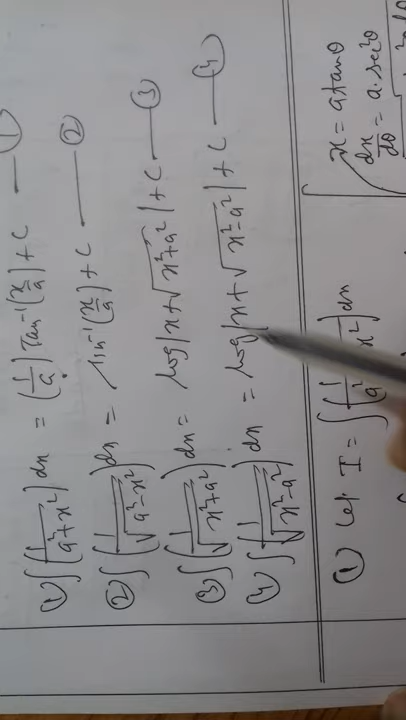 ① ∫(1/(a²+x²))dx = (1/a)Tan⁻¹(x/a)+C —— ①
② ∫(1/√(a²-x²))dx = sin⁻¹(x/a)+C —— ②
③ ∫(1/√(x²+a²))dx = log|x+√(x²+a²)|+C —— ③
④ ∫(1/√(x²-a²))dx = log|x+√(x²-a²)|+C —— ④
① Let I = ∫(1/(a²+x²))dx
x = a tanθ
dx/dθ = a.sec²θ